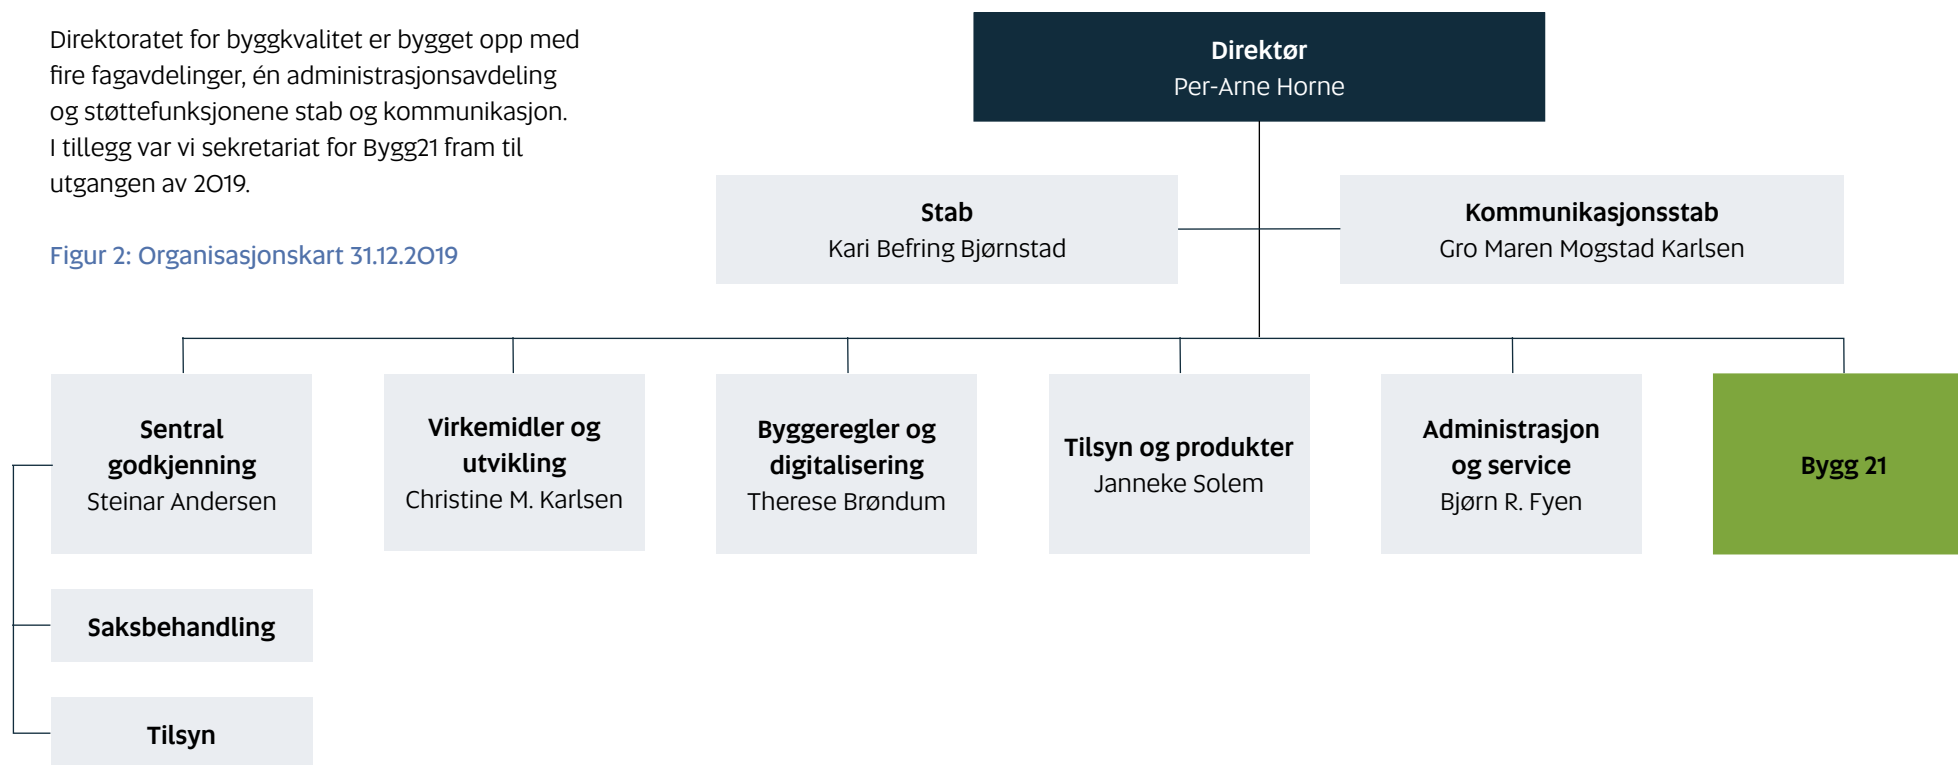 Direktoratet for byggkvalitet er bygget opp med
fire fagavdelinger, én administrasjonsavdeling
og støttefunksjonene stab og kommunikasjon.
I tillegg var vi sekretariat for Bygg21 fram til
utgangen av 2019.
Figur 2: Organisasjonskart 31.12.2019
Direktør
Per-Arne Horne
Stab
Kari Befring Bjørnstad
Kommunikasjonsstab
Gro Maren Mogstad Karlsen
Sentral
godkjenning
Steinar Andersen
Virkemidler og
utvikling
Christine M. Karlsen
Byggeregler og
digitalisering
Therese Brøndum
Tilsyn og produkter
Janneke Solem
Administrasjon
og service
Bjørn R. Fyen
Bygg 21
Saksbehandling
Tilsyn